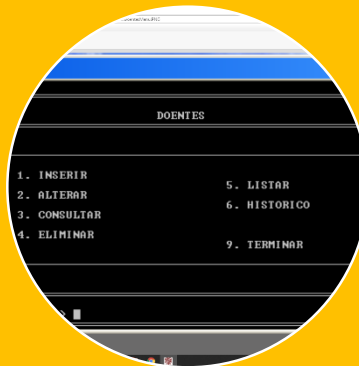 DOENTES
1. INSERIR
2. ALTERAR
3. CONSULTAR
4. ELIMINAR
5. LISTAR
6. HISTORICO
9. TERMINAR
>